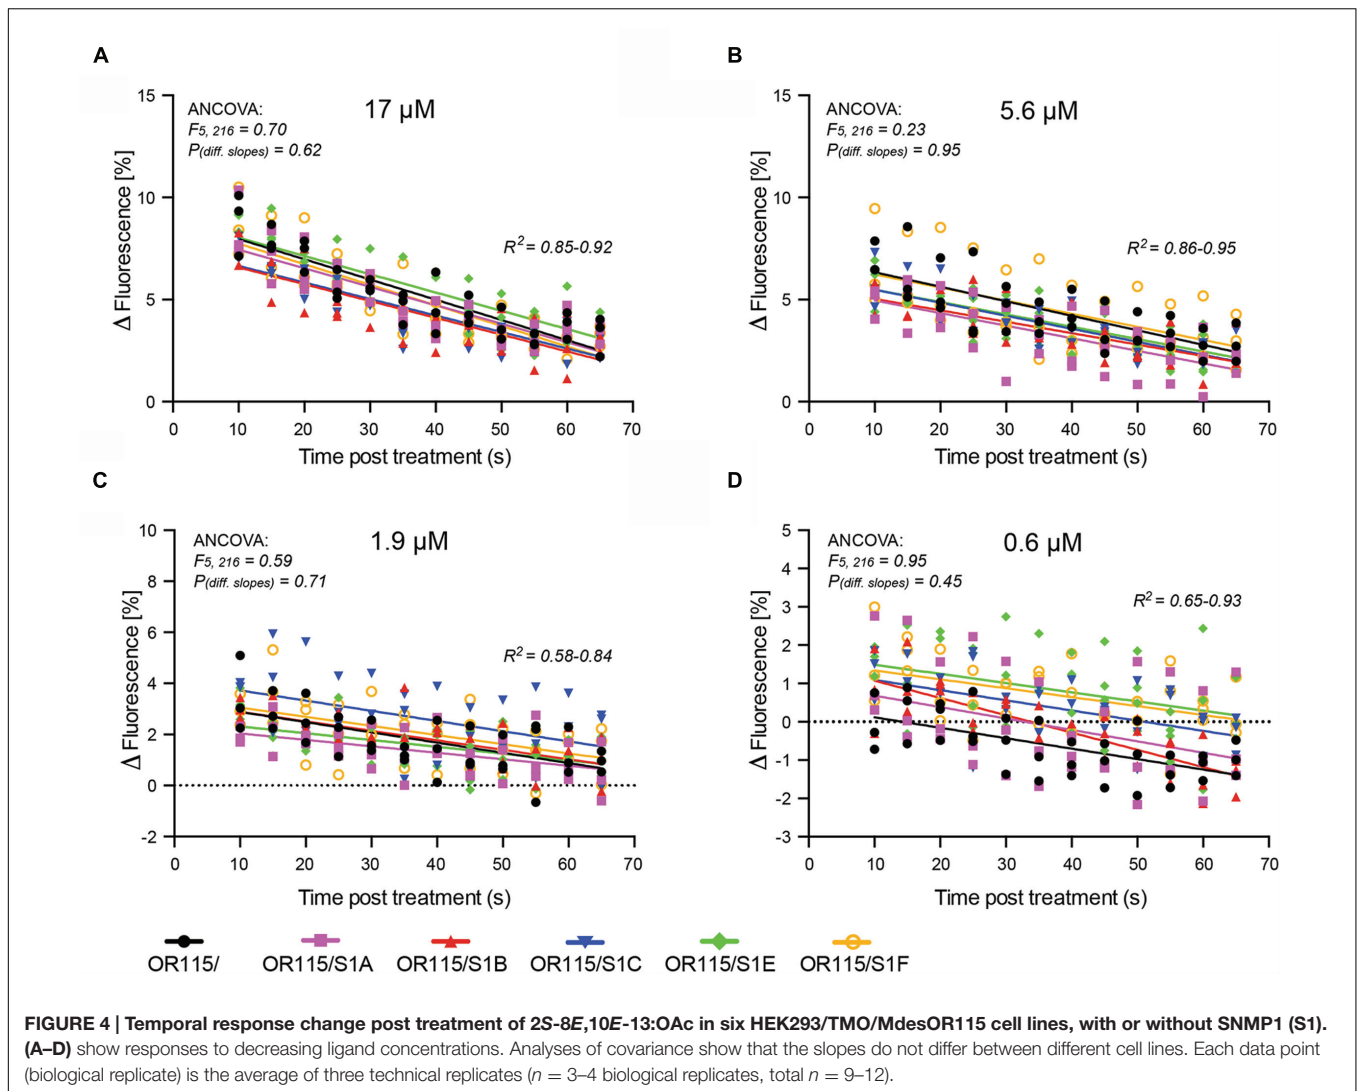 A
ANCOVA:
F5, 216 = 0.70
P(diff. slopes) = 0.62
17 µM
R2 = 0.85-0.92
15
10
5
0
Δ Fluorescence [%]
0 10 20 30 40 50 60 70
Time post treatment (s)
B
ANCOVA:
F5, 216 = 0.23
P(diff. slopes) = 0.95
5.6 µM
R2 = 0.86-0.95
15
10
5
0
Δ Fluorescence [%]
0 10 20 30 40 50 60 70
Time post treatment (s)
C
ANCOVA:
F5, 216 = 0.59
P(diff. slopes) = 0.71
1.9 µM
R2 = 0.58-0.84
10
8
6
4
2
0
-2
Δ Fluorescence [%]
0 10 20 30 40 50 60 70
Time post treatment (s)
D
ANCOVA:
F5, 216 = 0.95
P(diff. slopes) = 0.45
0.6 µM
R2 = 0.65-0.93
5
4
3
2
1
0
-1
-2
-3
Δ Fluorescence [%]
0 10 20 30 40 50 60 70
Time post treatment (s)
OR115/ OR115/S1A OR115/S1B OR115/S1C OR115/S1E OR115/S1F
FIGURE 4 | Temporal response change post treatment of 2S-8E,10E-13:OAc in six HEK293/TMO/MdesOR115 cell lines, with or without SNMP1 (S1).
(A–D) show responses to decreasing ligand concentrations. Analyses of covariance show that the slopes do not differ between different cell lines. Each data point
(biological replicate) is the average of three technical replicates (n = 3–4 biological replicates, total n = 9–12).